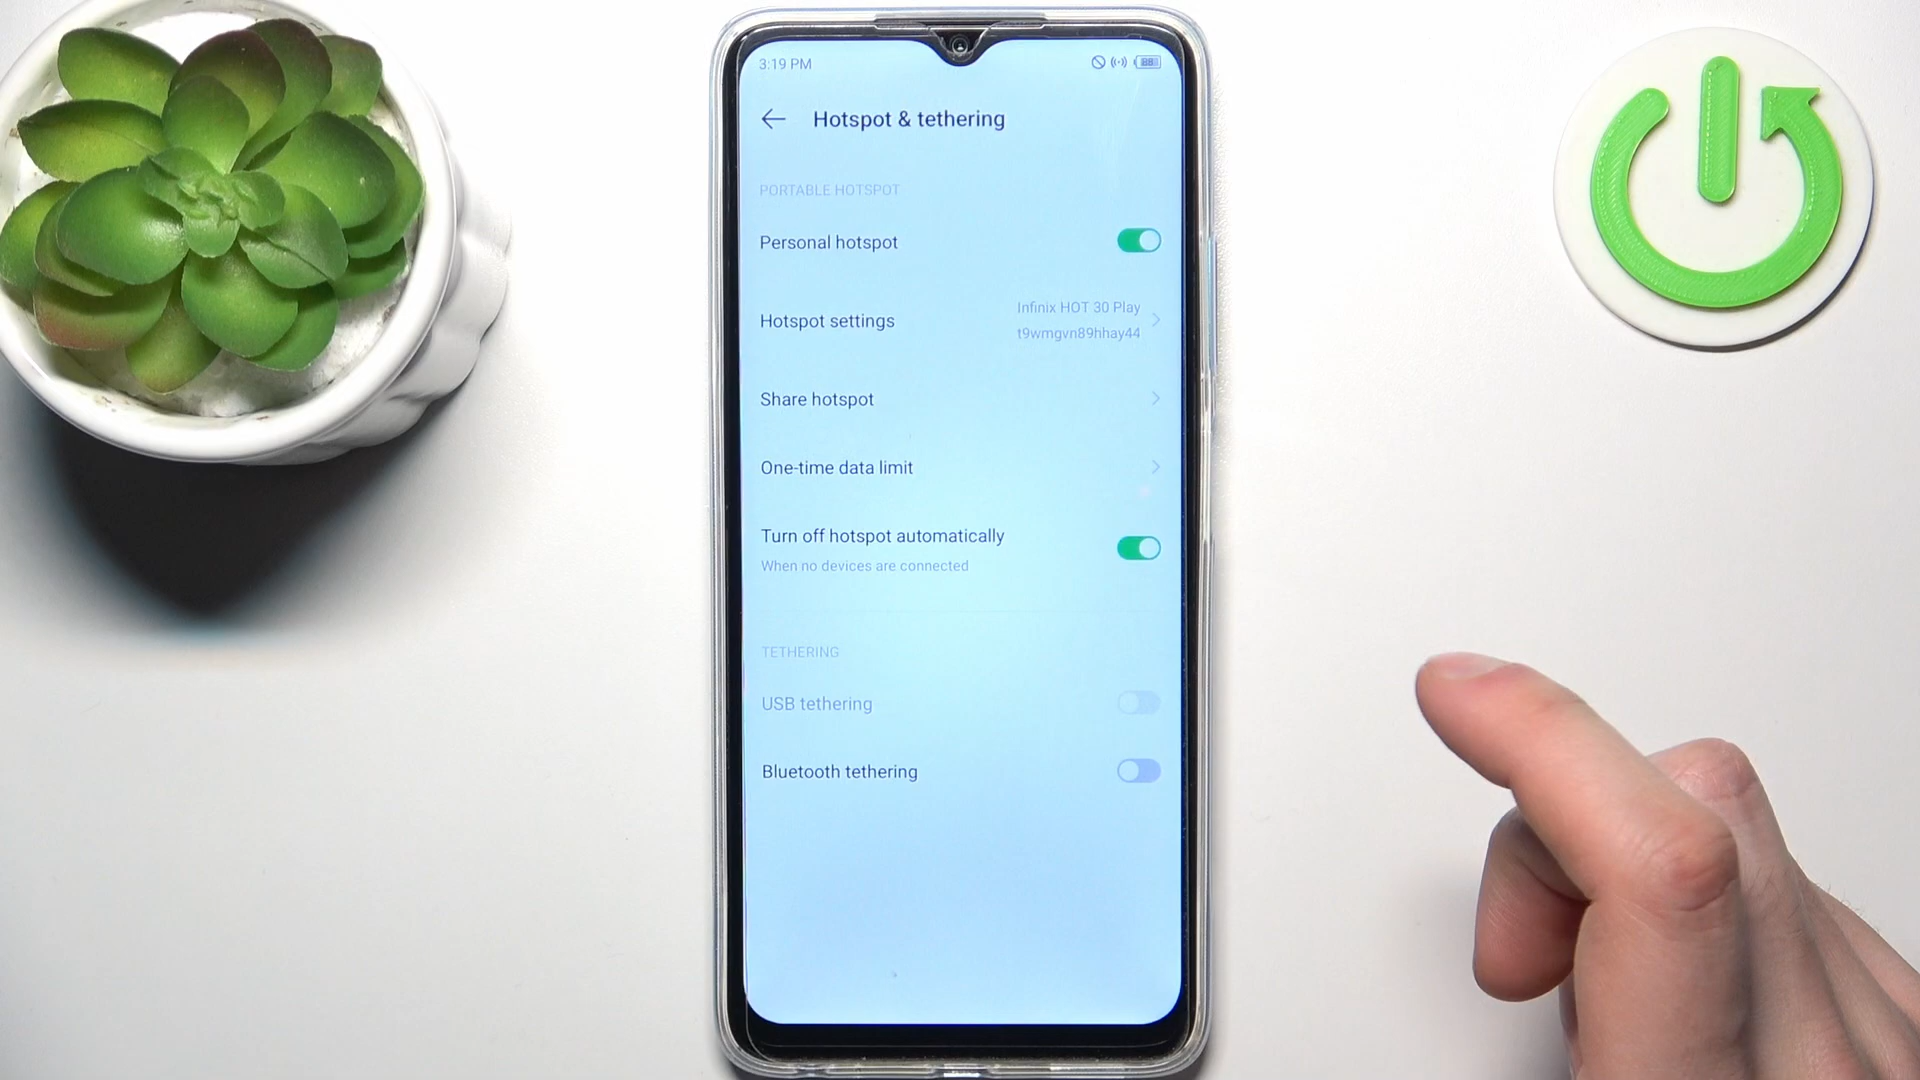 3:19 PM
88
Hotspot & tethering
PORTABLE HOTSPOT
Personal hotspot
Hotspot settings
Infinix HOT 30 Play
t9wmgvn89hhay44
Share hotspot
One-time data limit
Turn off hotspot automatically
When no devices are connected
TETHERING
USB tethering
Bluetooth tethering